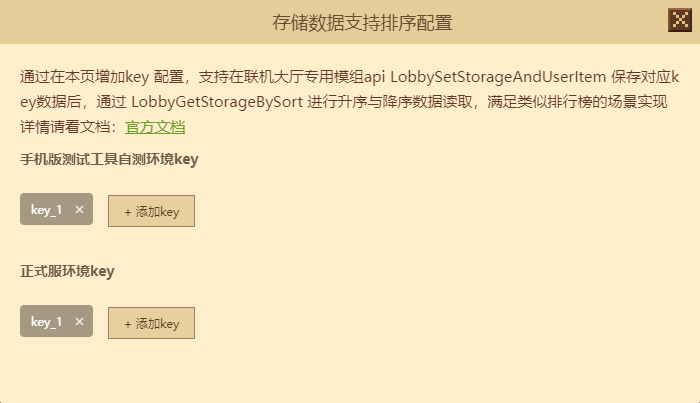 存储数据支持排序配置
通过在本页增加key 配置，支持在联机大厅专用模组api LobbySetStorageAndUserItem 保存对应k
ey数据后，通过 LobbyGetStorageBySort 进行升序与降序数据读取，满足类似排行榜的场景实现
详情请看文档：官方文档
手机版测试工具自测环境key
key_1 × + 添加key
正式服环境key
key_1 × + 添加key